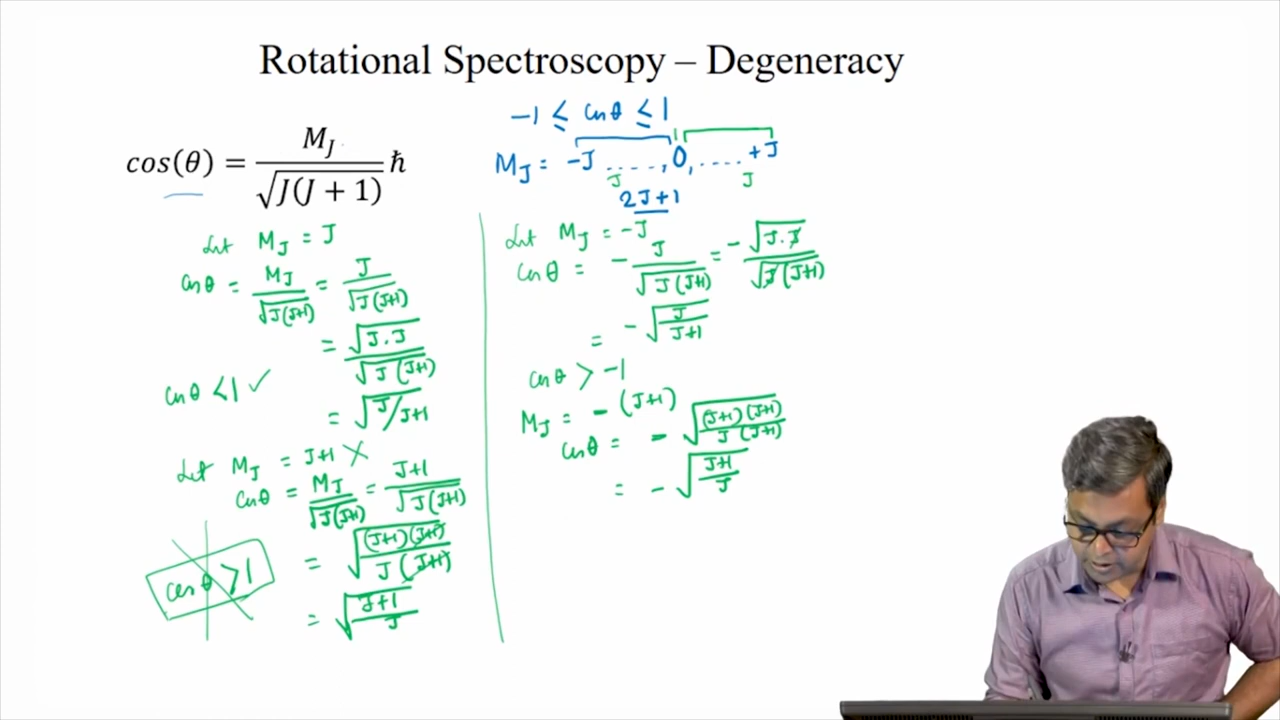 Rotational Spectroscopy – Degeneracy
-1 ≤ cosθ ≤ 1
cos(θ) = M_J / √(J(J + 1)) ℏ
M_J = -J ....., 0, ..... +J
J J
2J+1
Let M_J = J
cosθ = M_J / √(J(J+1)) = J / √(J(J+1))
= √(J.J) / √(J(J+1))
cosθ < 1 ✓
= √(J/J+1)
Let M_J = J+1 X
cosθ = M_J / √(J(J+1)) = J+1 / √(J(J+1))
= √((J+1)(J+1) / J(J+1))
cosθ > 1
= √(J+1 / J)
Let M_J = -J
cosθ = - J / √(J(J+1)) = - √(J.J) / √(J(J+1))
= - √(J / J+1)
cosθ > -1
M_J = - (J+1)
cosθ = - √((J+1)(J+1) / J(J+1))
= - √(J+1 / J)